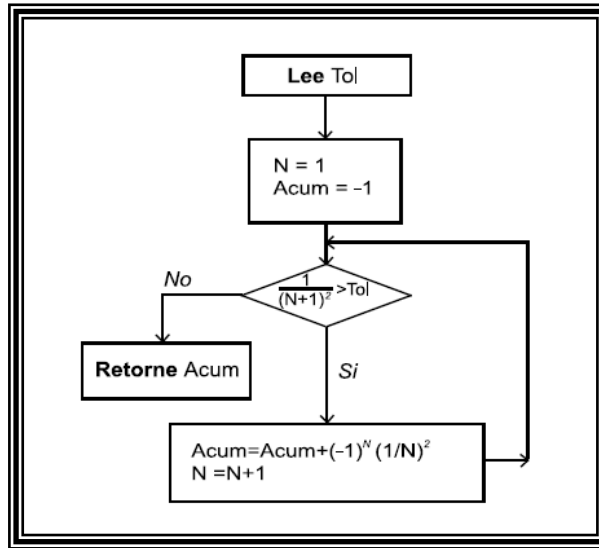 Lee Tol
N = 1
Acum = -1
1
(N+1)² >Tol
No
Si
Retorne Acum
Acum=Acum+(-1)ᴺ (1/N)²
N =N+1